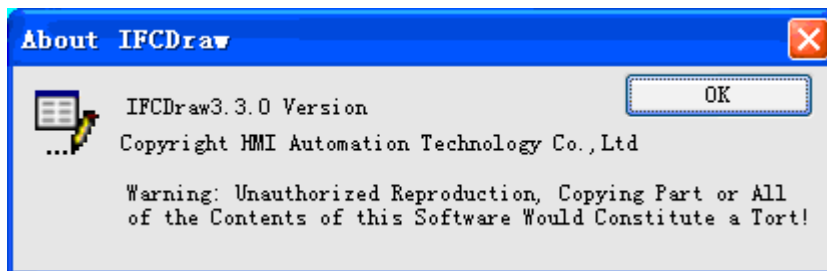 About IFCDraw
OK
IFCDraw3.3.0 Version
Copyright HMI Automation Technology Co.,Ltd
Warning: Unauthorized Reproduction, Copying Part or All
of the Contents of this Software Would Constitute a Tort!